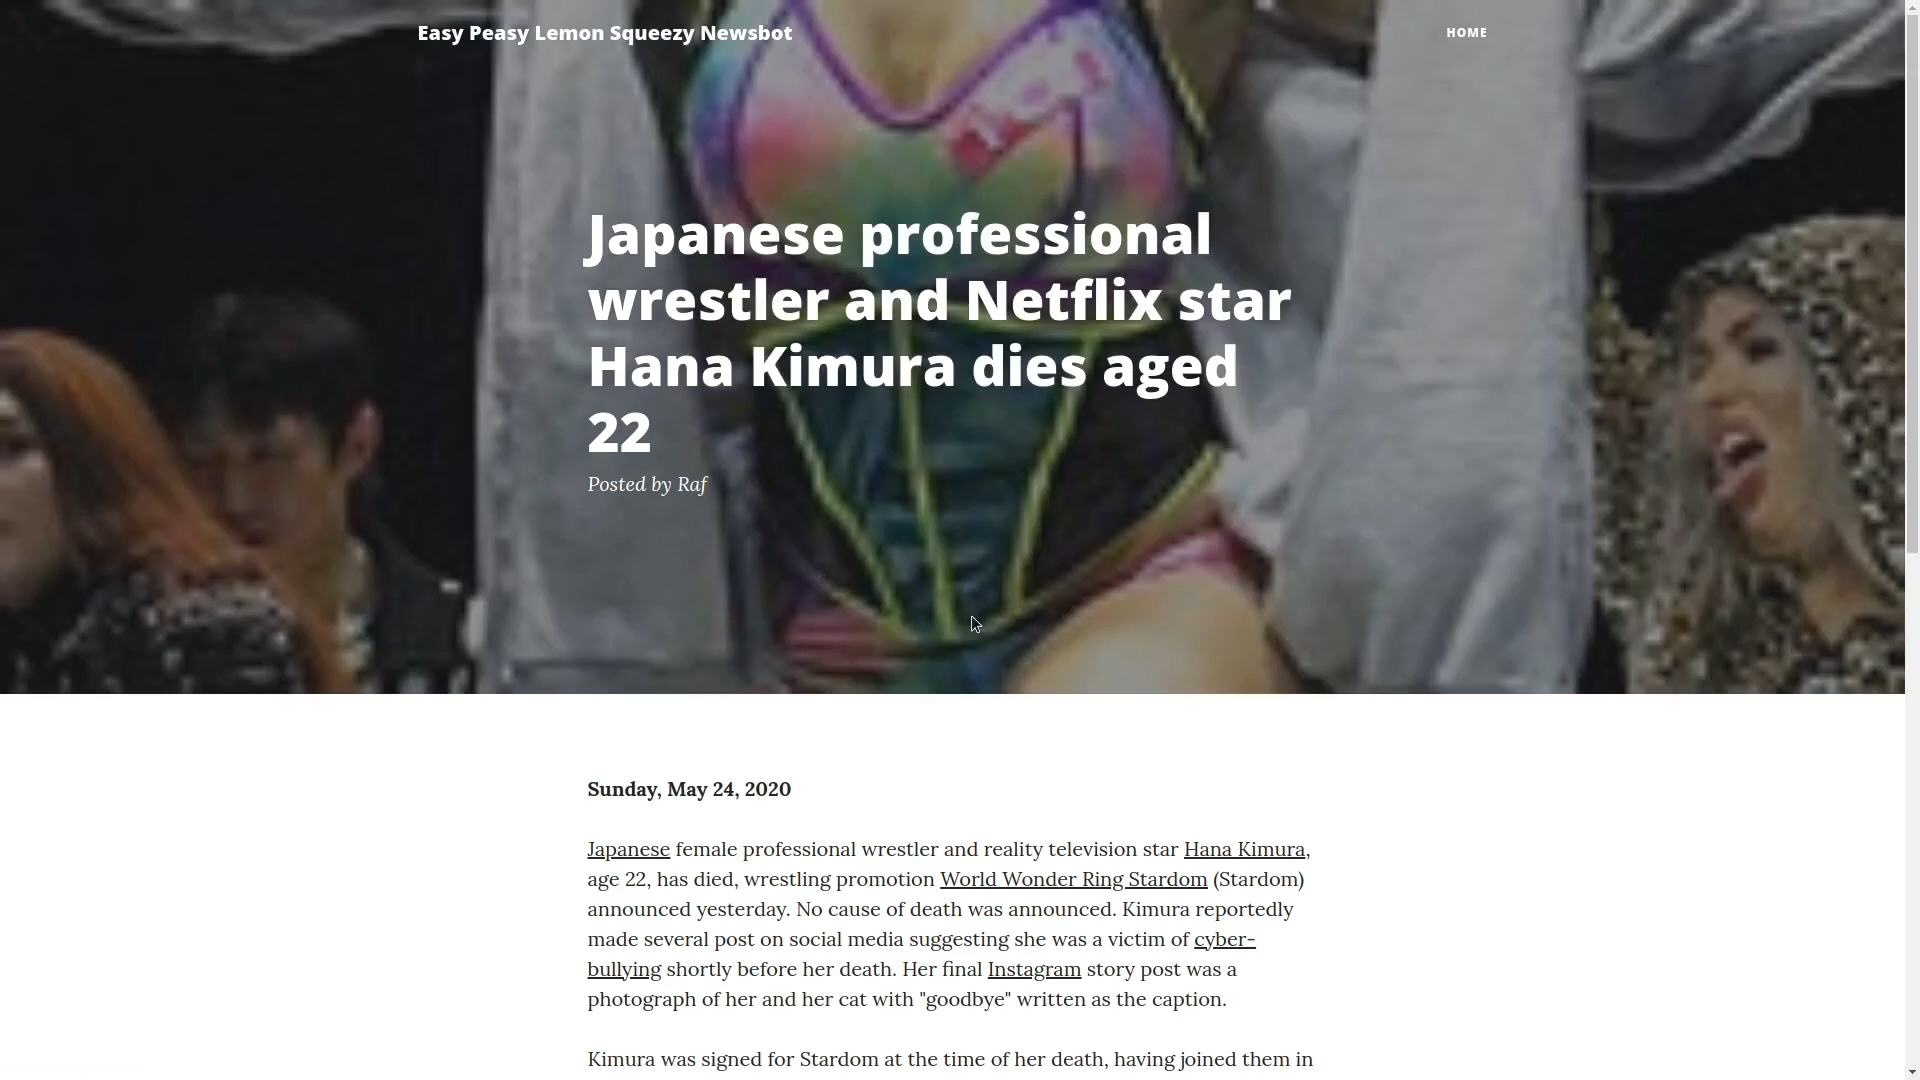 Easy Peasy Lemon Squeezy Newsbot
HOME
Japanese professional
wrestler and Netflix star
Hana Kimura dies aged
22
Posted by Raf
Sunday, May 24, 2020
Japanese female professional wrestler and reality television star Hana Kimura,
age 22, has died, wrestling promotion World Wonder Ring Stardom (Stardom)
announced yesterday. No cause of death was announced. Kimura reportedly
made several post on social media suggesting she was a victim of cyber-
bullying shortly before her death. Her final Instagram story post was a
photograph of her and her cat with "goodbye" written as the caption.
Kimura was signed for Stardom at the time of her death, having joined them in